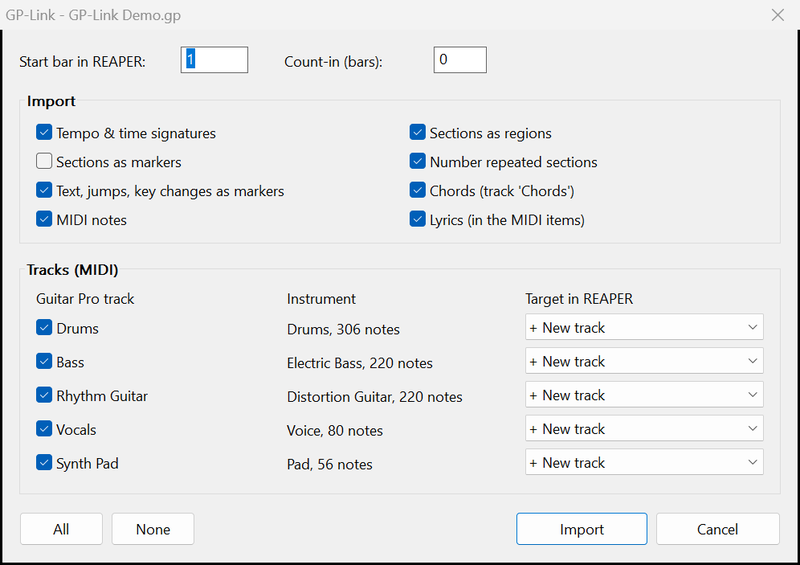 GP-Link - GP-Link Demo.gp
Start bar in REAPER: 1 Count-in (bars): 0
Import
Tempo & time signatures Sections as regions
Sections as markers Number repeated sections
Text, jumps, key changes as markers Chords (track 'Chords')
MIDI notes Lyrics (in the MIDI items)
Tracks (MIDI)
Guitar Pro track Instrument Target in REAPER
Drums Drums, 306 notes + New track
Bass Electric Bass, 220 notes + New track
Rhythm Guitar Distortion Guitar, 220 notes + New track
Vocals Voice, 80 notes + New track
Synth Pad Pad, 56 notes + New track
All None Import Cancel